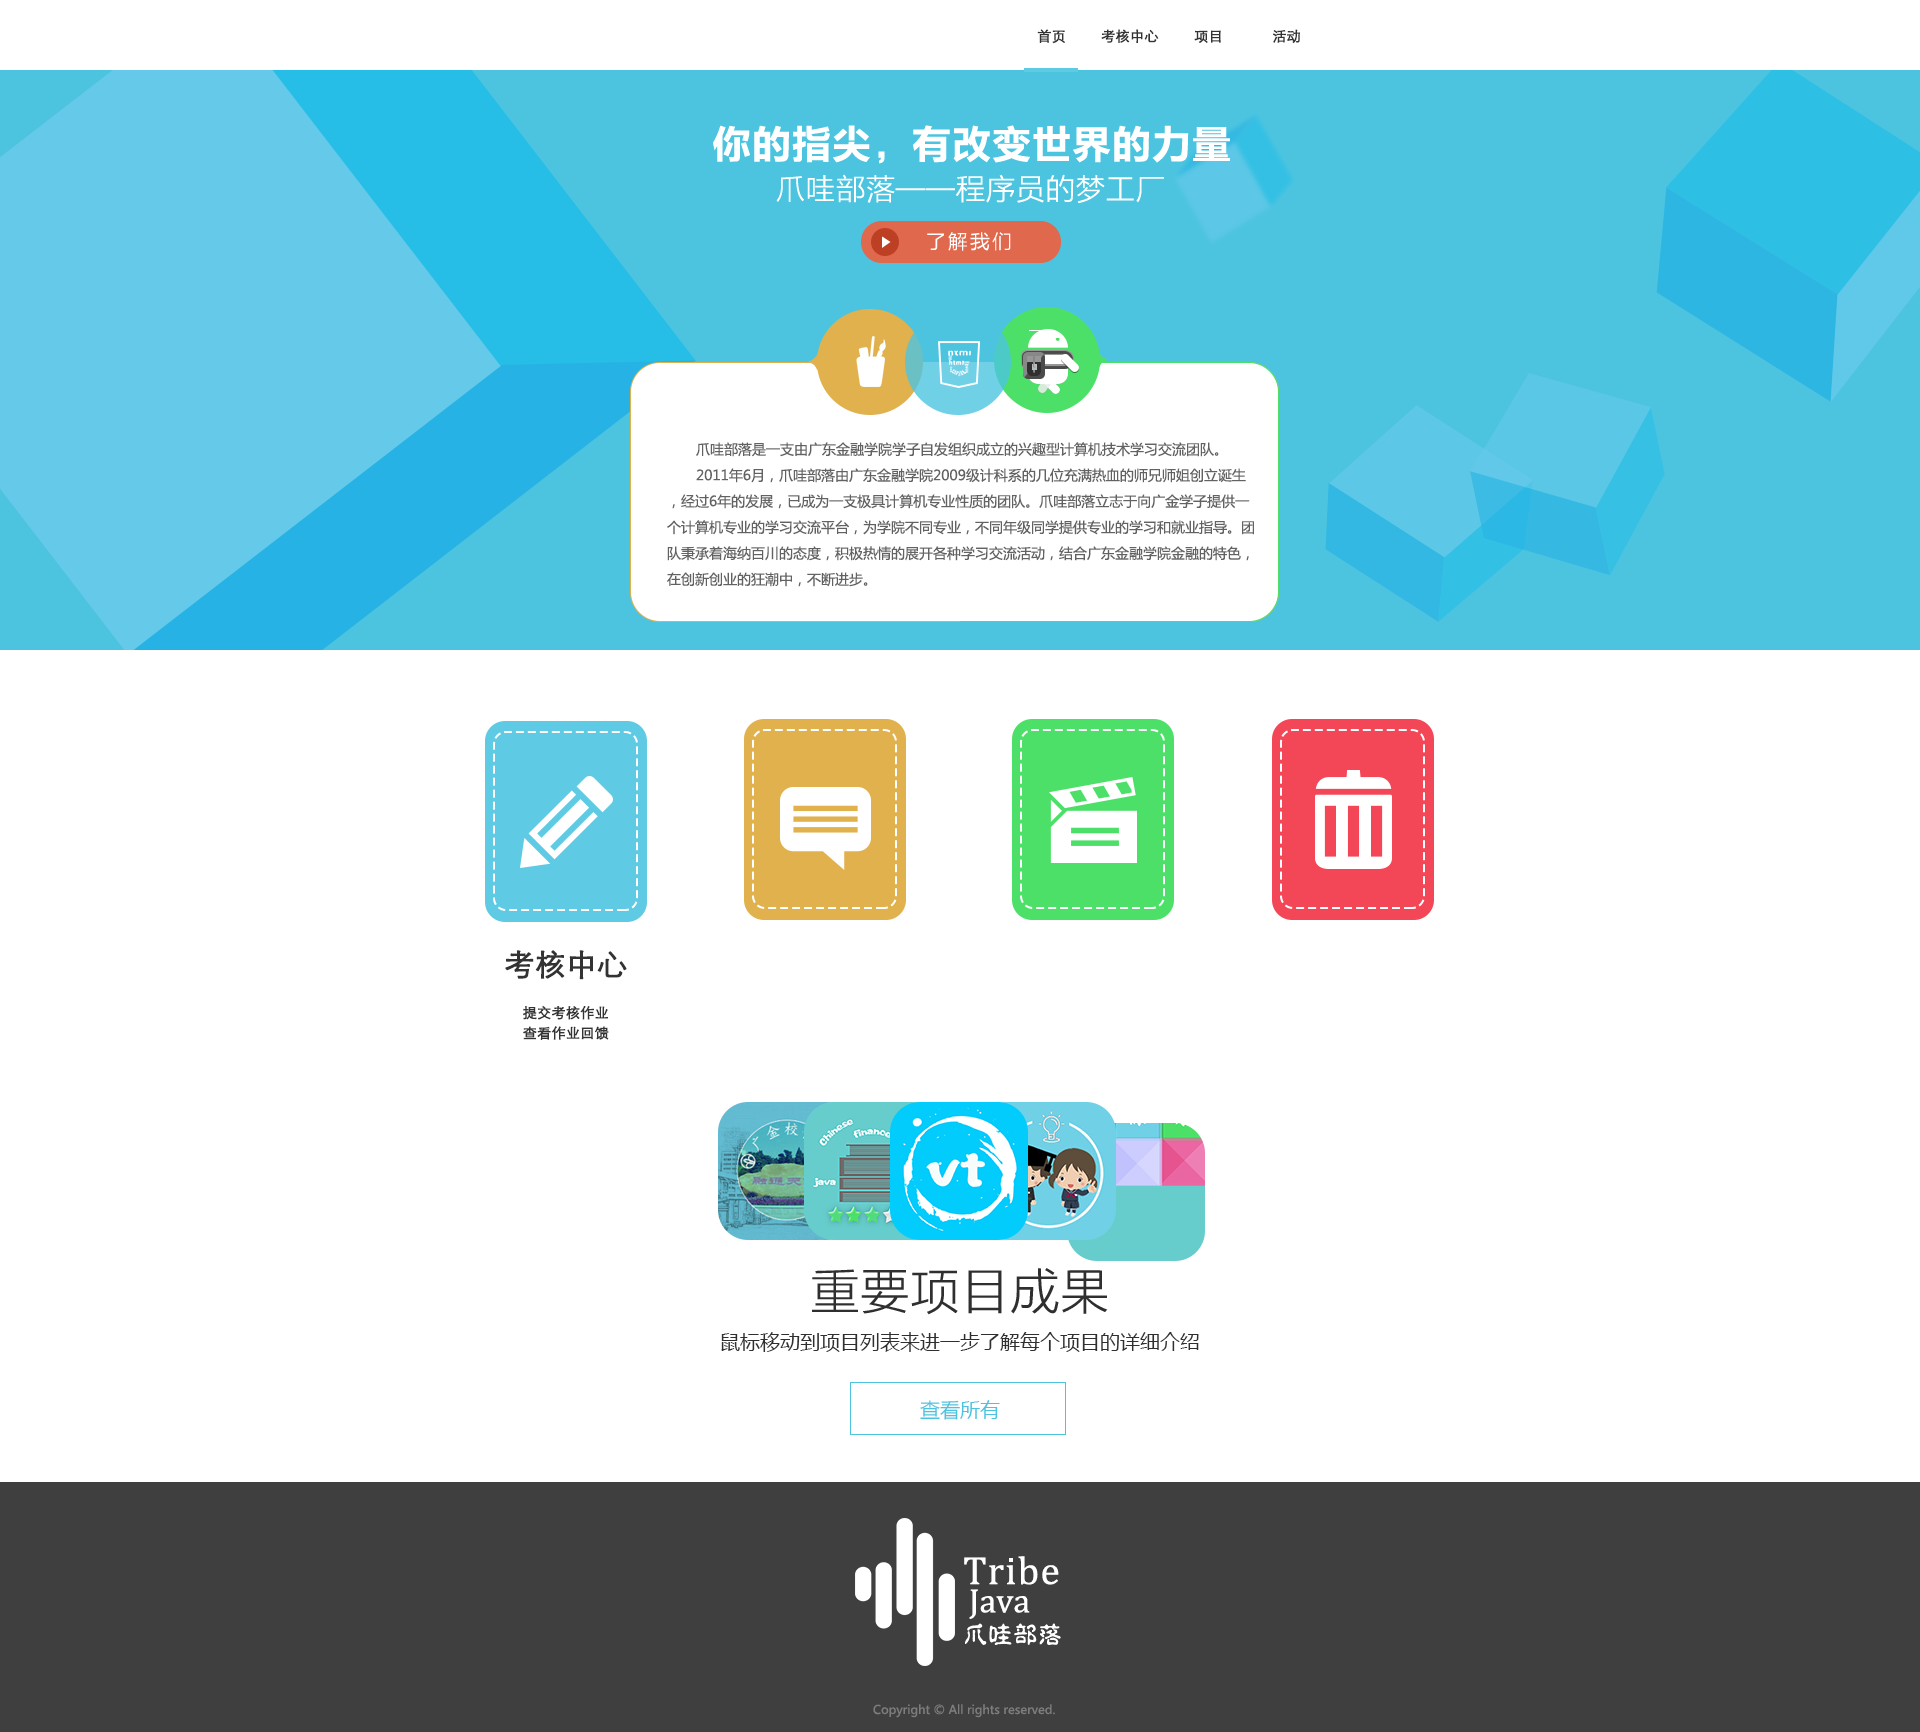 首页 考核中心 项目 活动
你的指尖，有改变世界的力量
爪哇部落——程序员的梦工厂
了解我们
爪哇部落是一支由广东金融学院学子自发组织成立的兴趣型计算机技术学习交流团队。
2011年6月，爪哇部落由广东金融学院2009级计科系的几位充满热血的师兄师姐创立诞生
，经过6年的发展，已成为一支极具计算机专业性质的团队。爪哇部落立志于向广金学子提供一
个计算机专业的学习交流平台，为学院不同专业，不同年级同学提供专业的学习和就业指导。团
队秉承着海纳百川的态度，积极热情的展开各种学习交流活动，结合广东金融学院金融的特色，
在创新创业的狂潮中，不断进步。
考核中心
提交考核作业
查看作业回馈
广金校
Chinese finance
java
vt
重要项目成果
鼠标移动到项目列表来进一步了解每个项目的详细介绍
查看所有
Tribe
Java
爪哇部落
Copyright © All rights reserved.